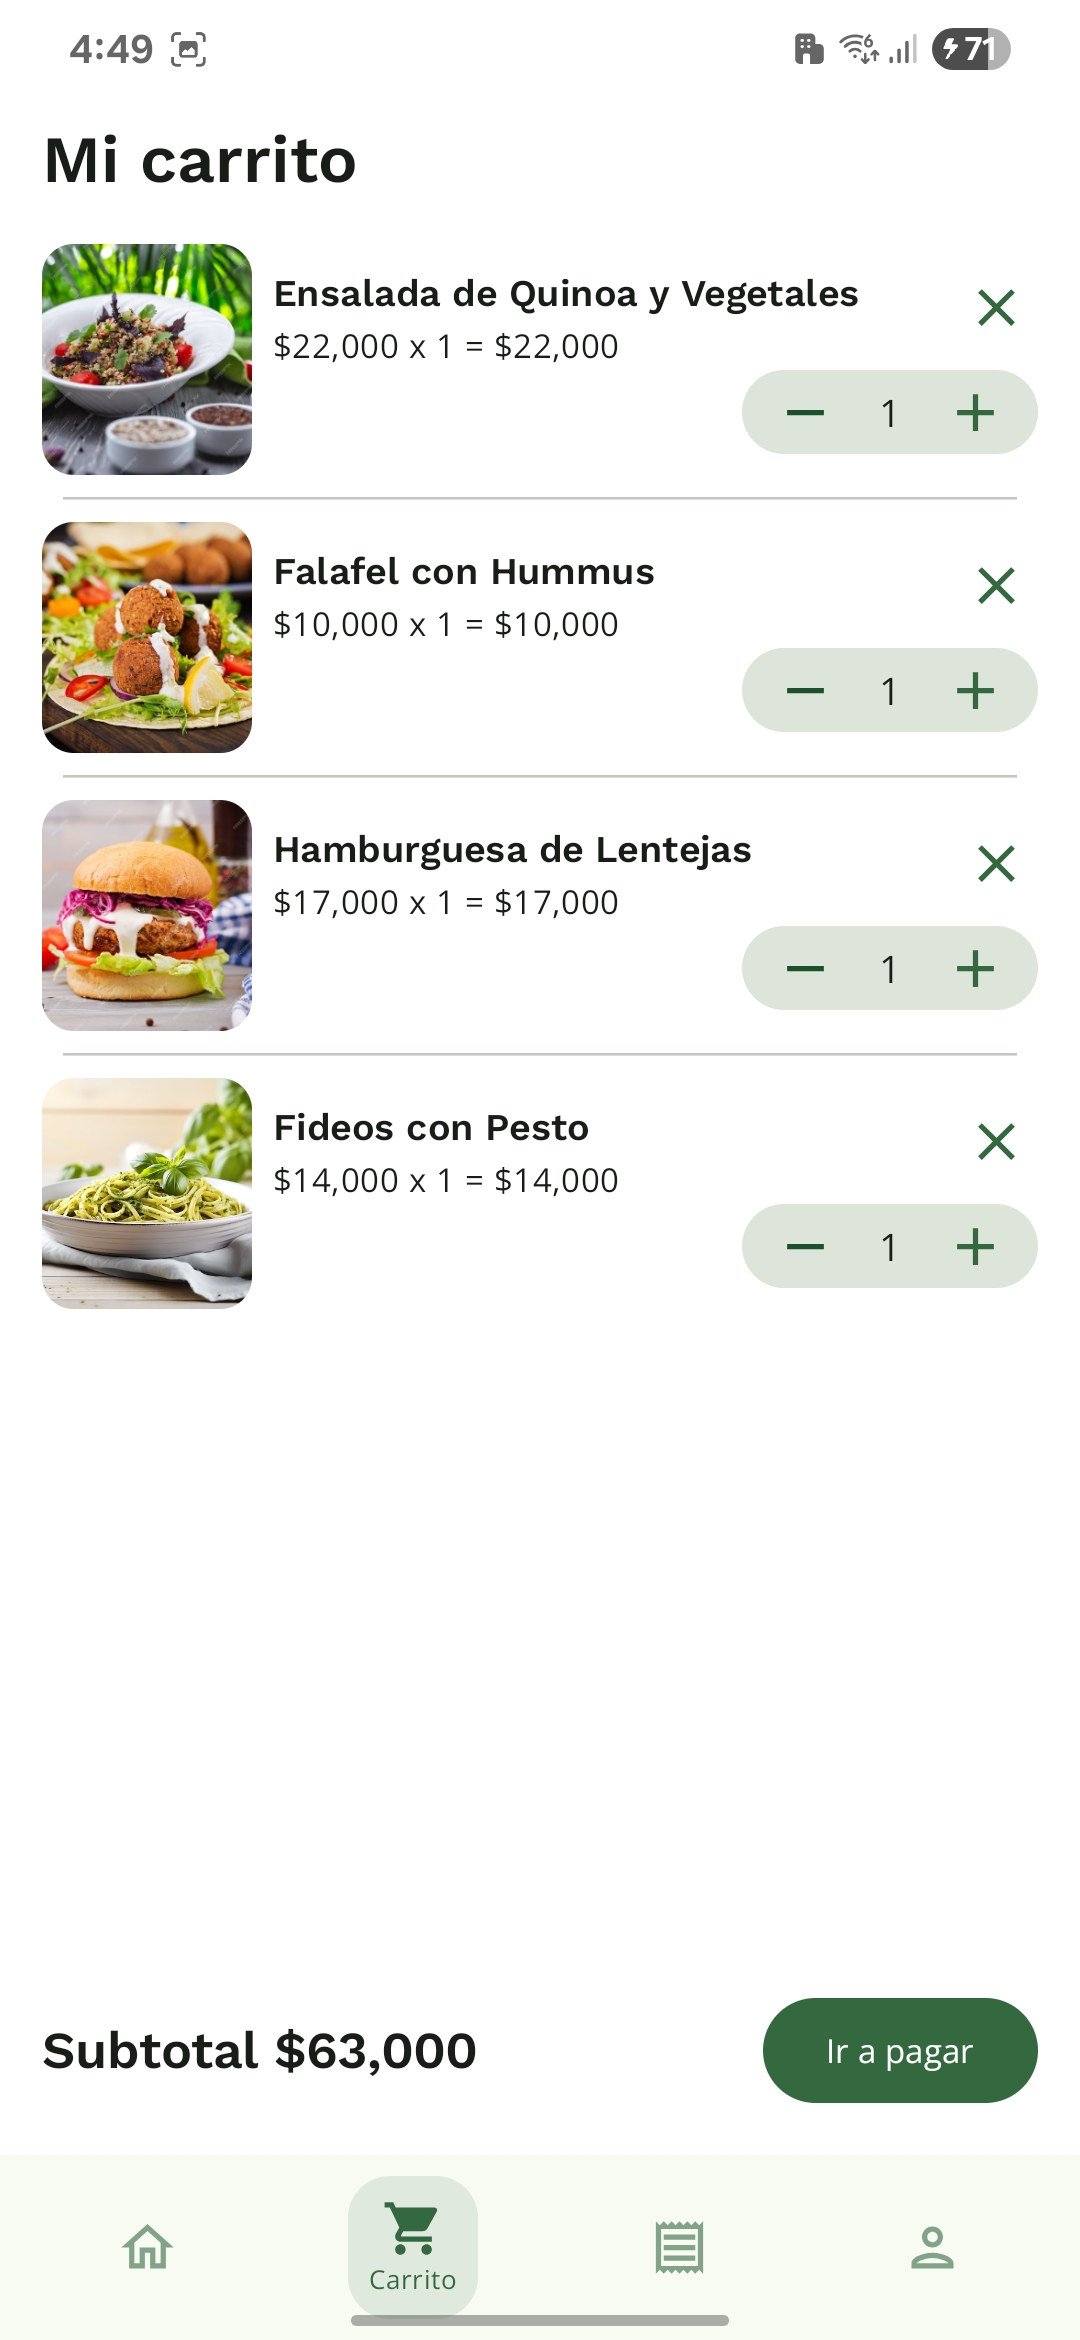 4:49
6
71
Mi carrito
Ensalada de Quinoa y Vegetales
$22,000 x 1 = $22,000
1
Falafel con Hummus
$10,000 x 1 = $10,000
1
Hamburguesa de Lentejas
$17,000 x 1 = $17,000
1
Fideos con Pesto
$14,000 x 1 = $14,000
1
Subtotal $63,000
Ir a pagar
Carrito